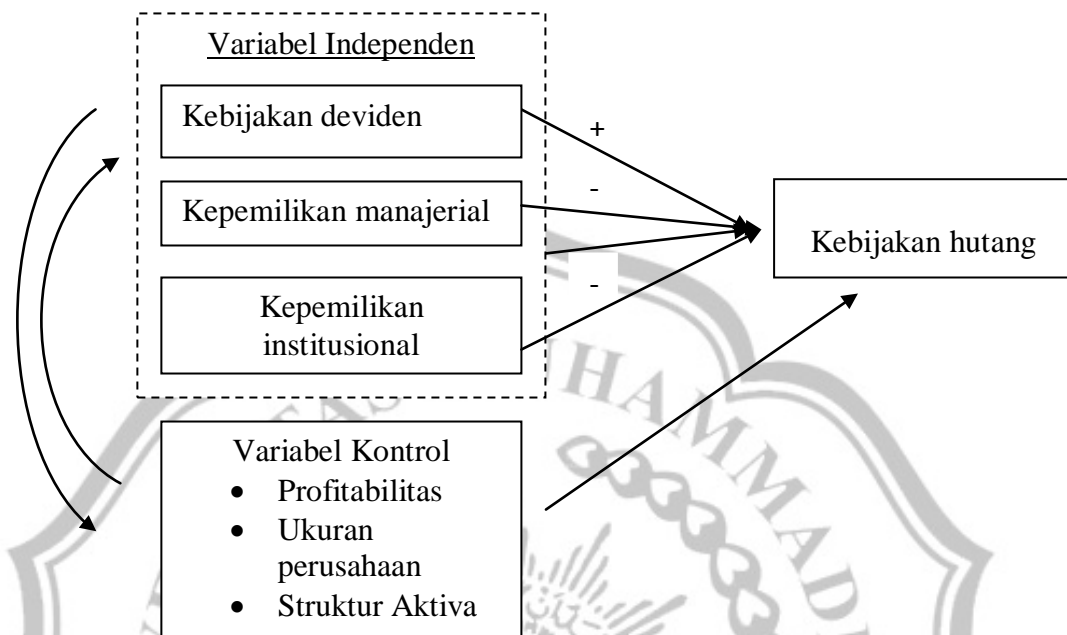 Variabel Independen
Kebijakan deviden
+
-
Kepemilikan manajerial
Kebijakan hutang
-
Kepemilikan
institusional
Variabel Kontrol
• Profitabilitas
• Ukuran
perusahaan
• Struktur Aktiva